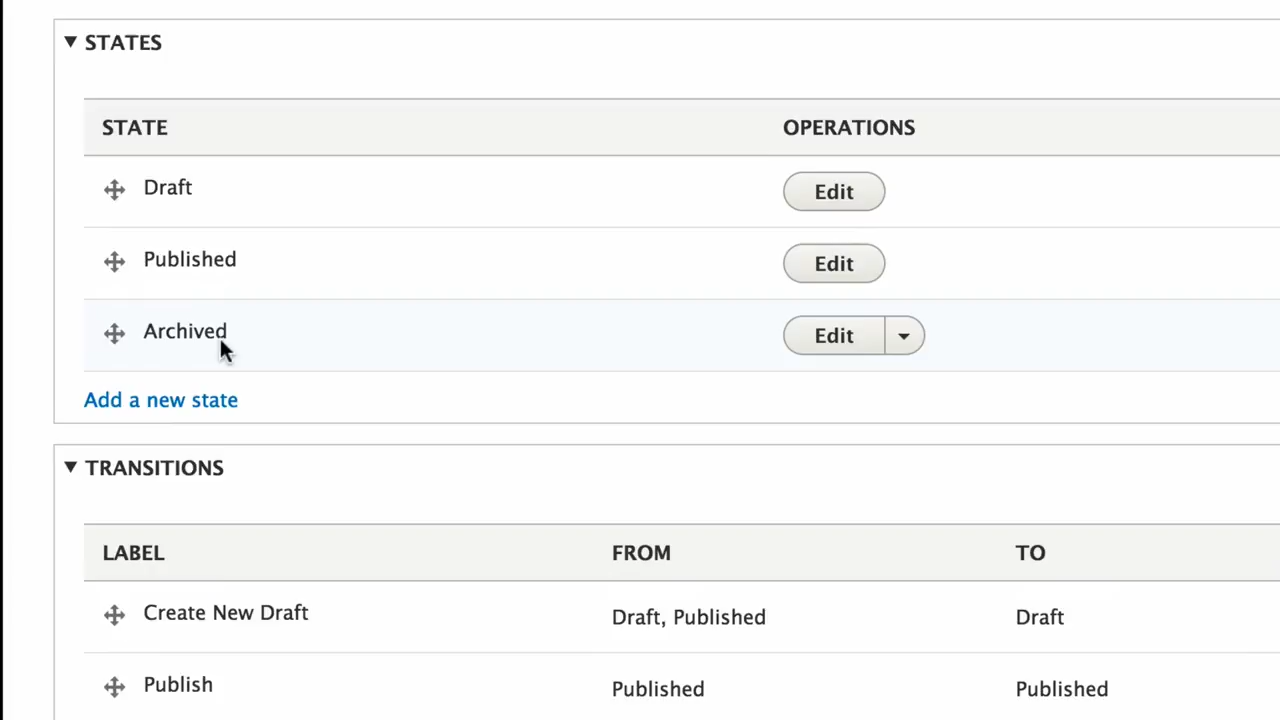 STATES
STATE OPERATIONS
Draft Edit
Published Edit
Archived Edit
Add a new state
TRANSITIONS
LABEL FROM TO
Create New Draft Draft, Published Draft
Publish Published Published